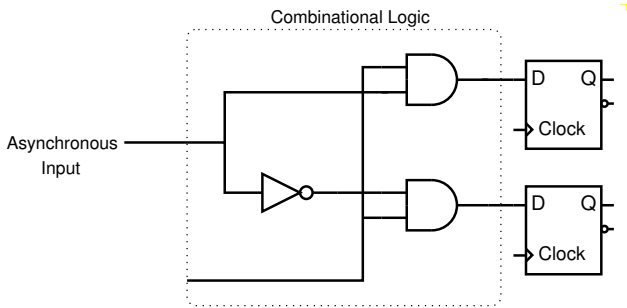 Combinational Logic
D Q
Clock
Asynchronous
Input
D Q
Clock